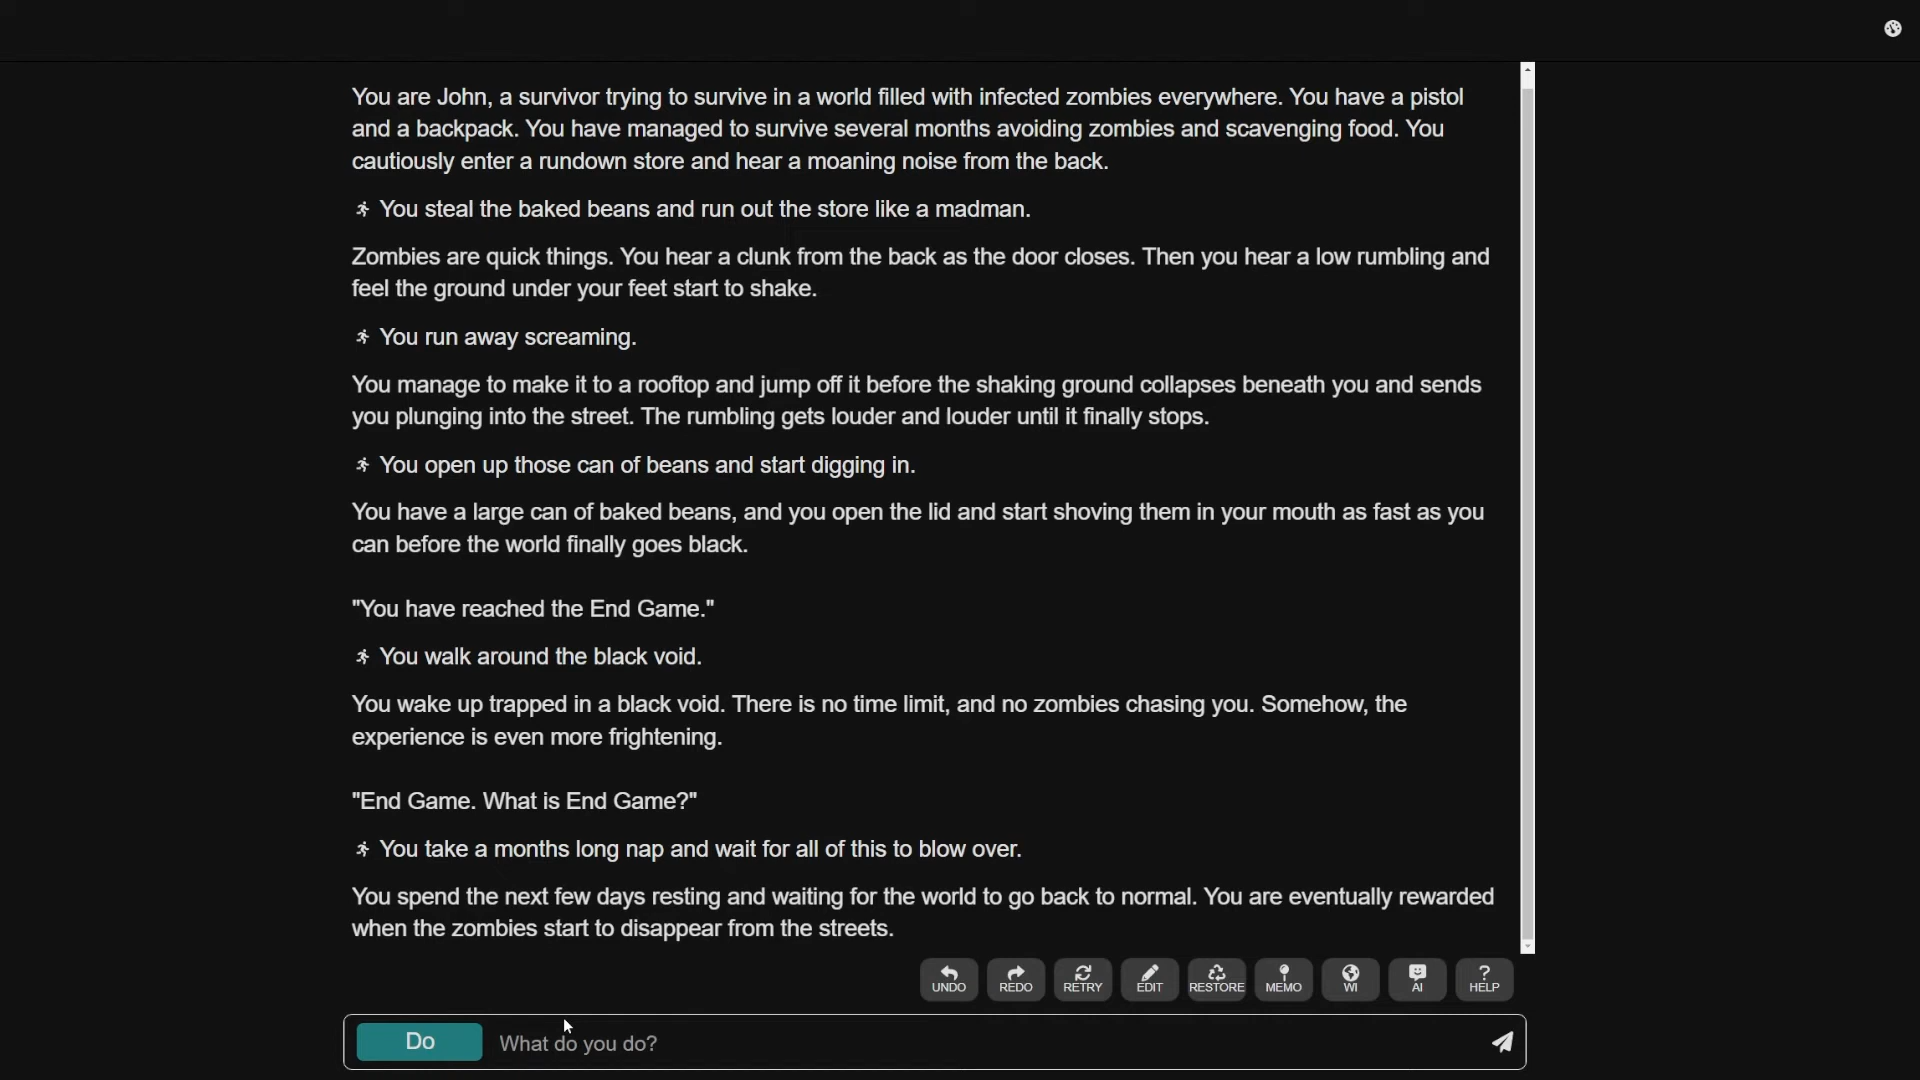 You are John, a survivor trying to survive in a world filled with infected zombies everywhere. You have a pistol
and a backpack. You have managed to survive several months avoiding zombies and scavenging food. You
cautiously enter a rundown store and hear a moaning noise from the back.
You steal the baked beans and run out the store like a madman.
Zombies are quick things. You hear a clunk from the back as the door closes. Then you hear a low rumbling and
feel the ground under your feet start to shake.
You run away screaming.
You manage to make it to a rooftop and jump off it before the shaking ground collapses beneath you and sends
you plunging into the street. The rumbling gets louder and louder until it finally stops.
You open up those can of beans and start digging in.
You have a large can of baked beans, and you open the lid and start shoving them in your mouth as fast as you
can before the world finally goes black.
"You have reached the End Game."
You walk around the black void.
You wake up trapped in a black void. There is no time limit, and no zombies chasing you. Somehow, the
experience is even more frightening.
"End Game. What is End Game?"
You take a months long nap and wait for all of this to blow over.
You spend the next few days resting and waiting for the world to go back to normal. You are eventually rewarded
when the zombies start to disappear from the streets.
UNDO REDO RETRY EDIT RESTORE MEMO WI AI HELP
Do What do you do?